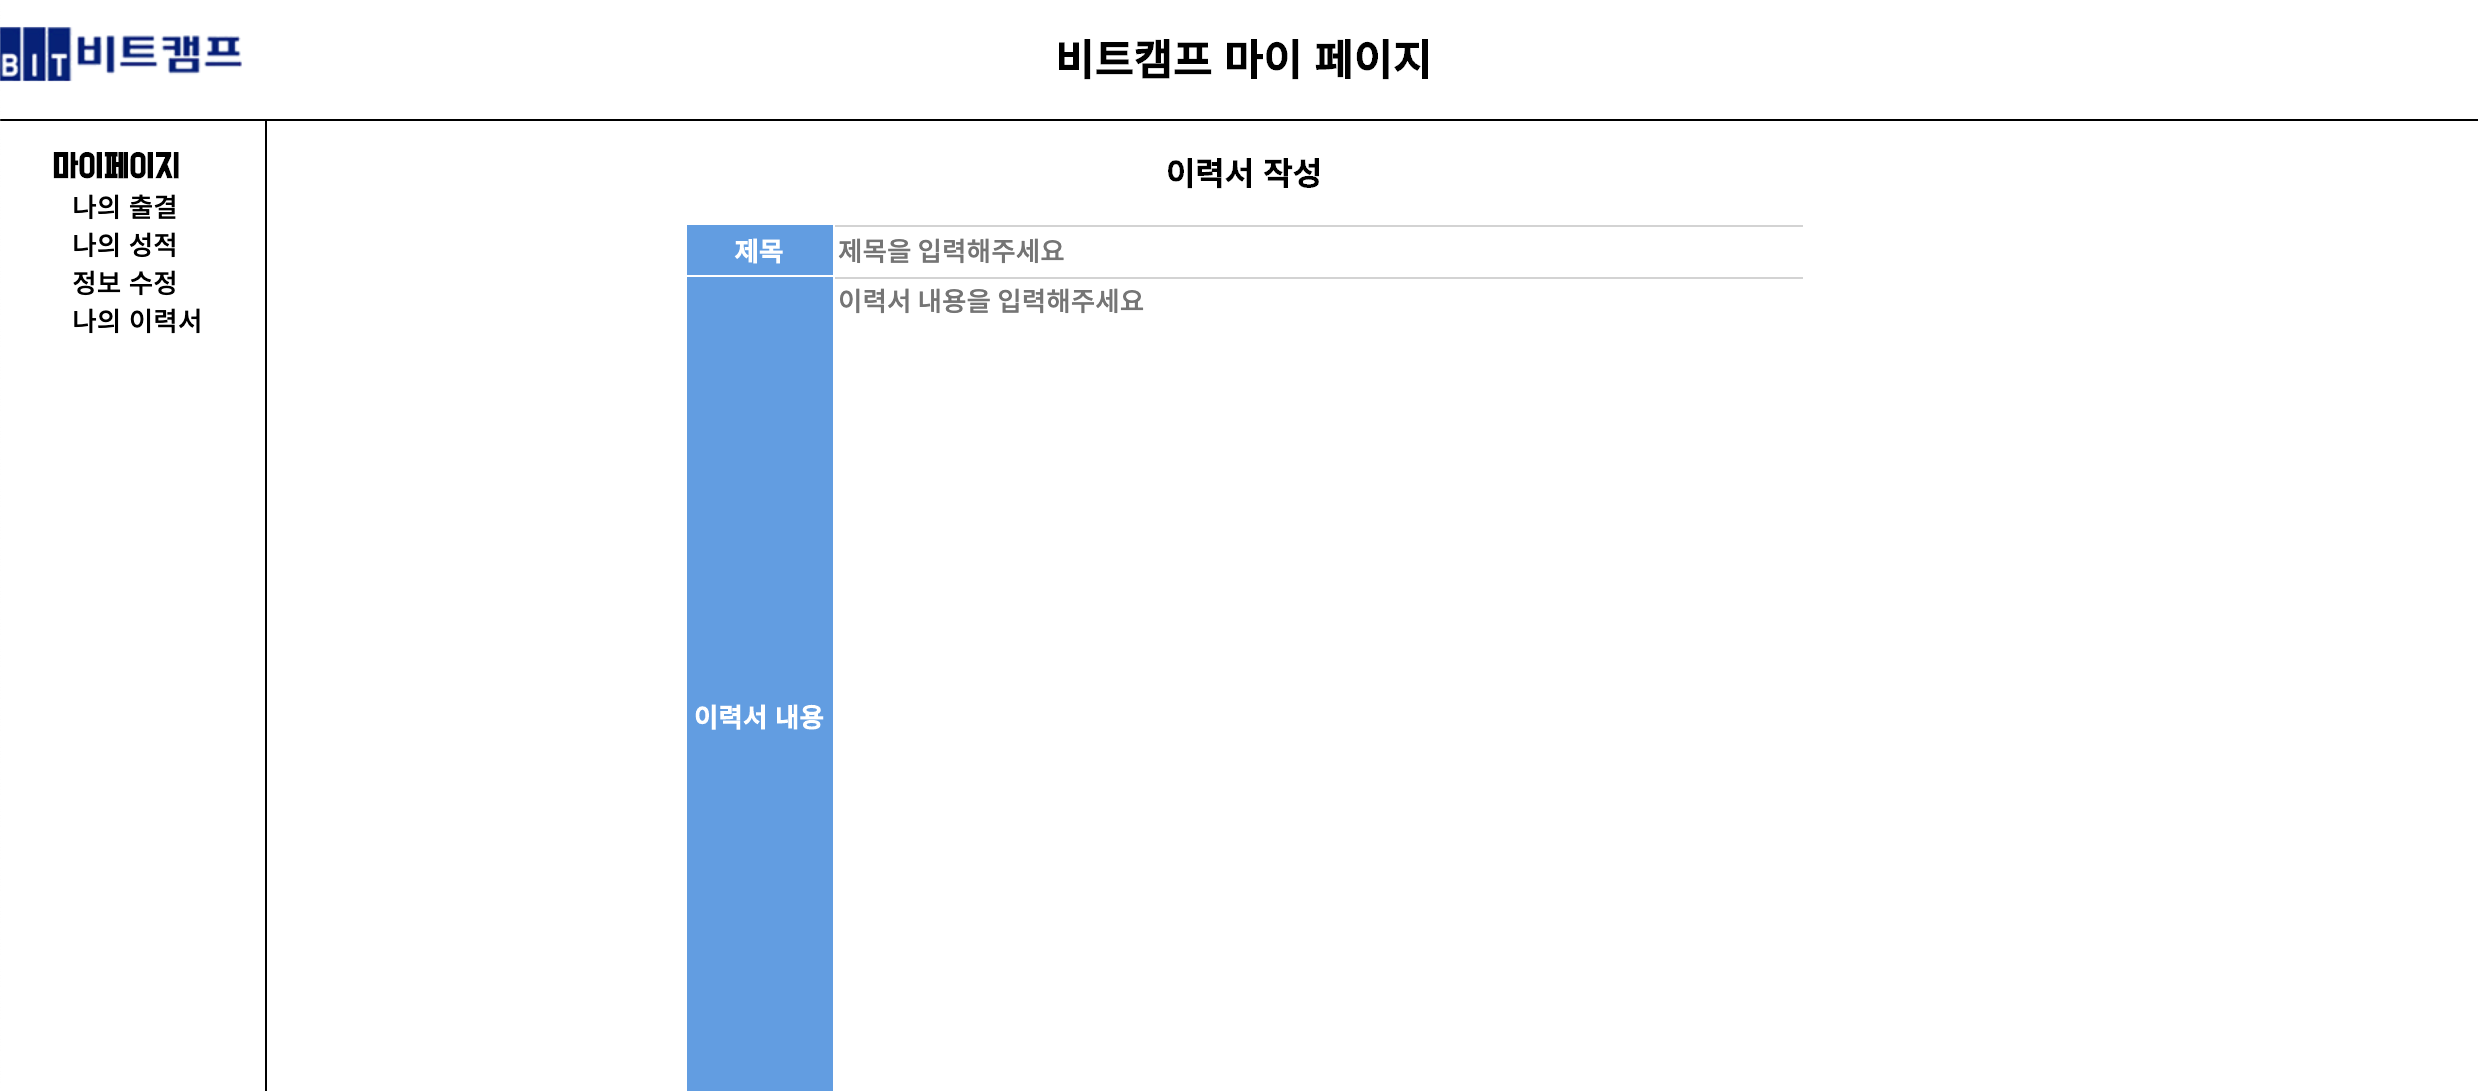 BIT 비트캠프
비트캠프 마이 페이지
마이페이지
나의 출결
나의 성적
정보 수정
나의 이력서
이력서 작성
제목 제목을 입력해주세요
이력서 내용을 입력해주세요
이력서 내용